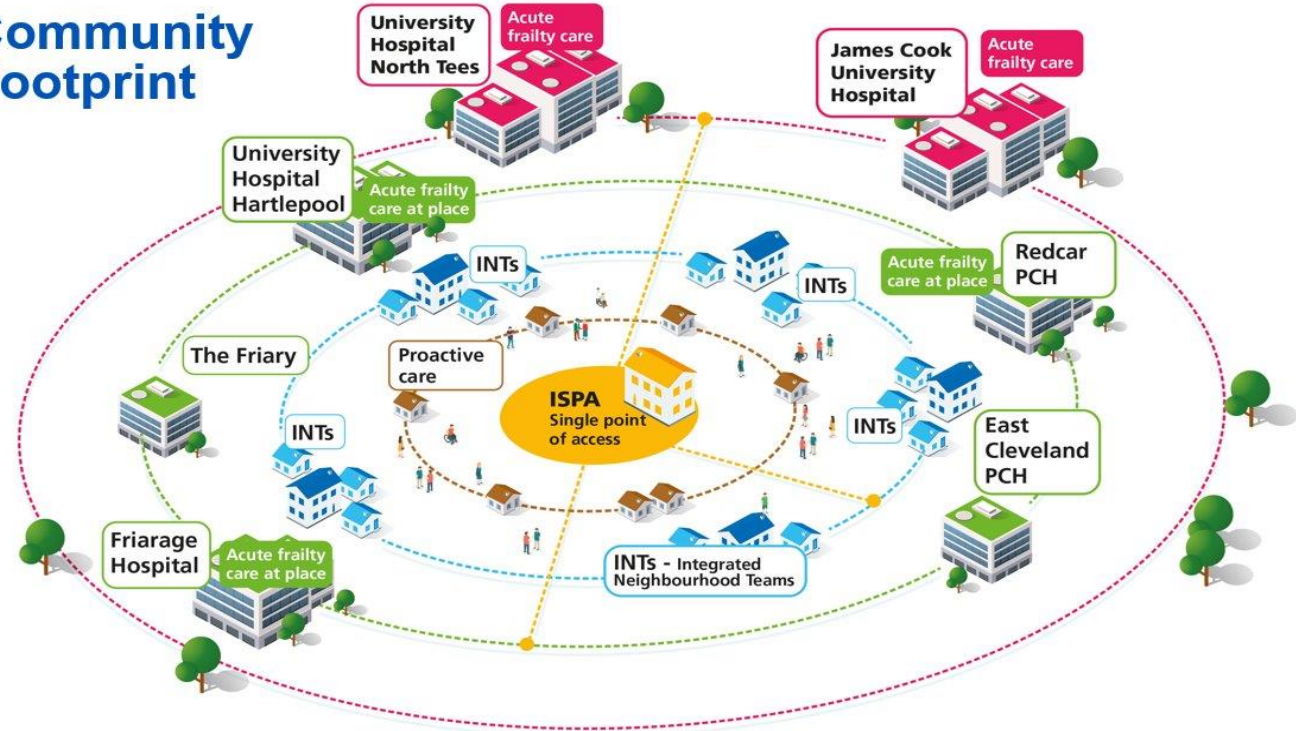 Community
ootprint
University
Hospital
North Tees
Acute
frailty care
James Cook
University
Hospital
Acute
frailty care
University
Hospital
Hartlepool
Acute frailty
care at place
INTs
INTs
Acute frailty
care at place
Redcar
PCH
The Friary
Proactive
care
ISPA
Single point
of access
INTs
INTs
East
Cleveland
PCH
Friarage
Hospital
Acute frailty
care at place
INTs - Integrated
Neighbourhood Teams